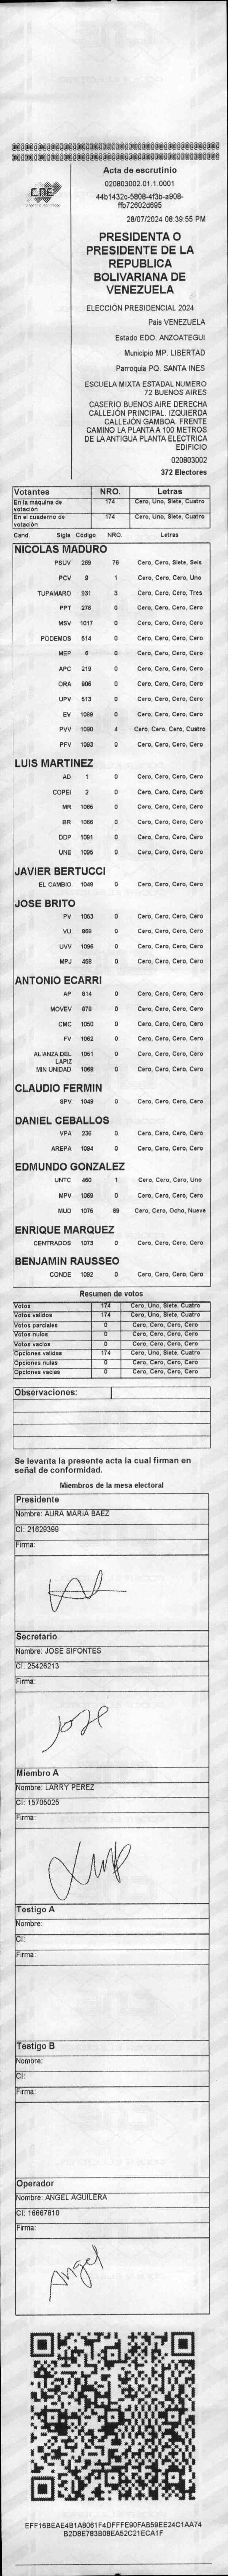 CNE
Acta de escrutinio
020803002.01.1.0001
44b1432c-5808-4f3b-a908-
ffb72602d695
28/07/2024 08:39:55 PM
PRESIDENTA O
PRESIDENTE DE LA
REPUBLICA
BOLIVARIANA DE
VENEZUELA
ELECCIÓN PRESIDENCIAL 2024
Pais VENEZUELA
Estado EDO. ANZOATEGUI
Municipio MP. LIBERTAD
Parroquia PQ. SANTA INES
ESCUELA MIXTA ESTADAL NUMERO
72 BUENOS AIRES
CASERIO BUENOS AIRE DERECHA
CALLEJÓN PRINCIPAL. IZQUIERDA
CALLEJÓN GAMBOA. FRENTE
CAMINO LA PLANTA A 100 METROS
DE LA ANTIGUA PLANTA ELECTRICA
EDIFICIO
020803002
372 Electores
Votantes NRO. Letras
En la máquina de votación 174 Cero, Uno, Siete, Cuatro
En el cuaderno de votación 174 Cero, Uno, Siete, Cuatro
Cand. Sigla Código NRO. Letras
NICOLAS MADURO
PSUV 269 76 Cero, Cero, Siete, Seis
PCV 9 1 Cero, Cero, Cero, Uno
TUPAMARO 931 3 Cero, Cero, Cero, Tres
PPT 276 0 Cero, Cero, Cero, Cero
MSV 1017 0 Cero, Cero, Cero, Cero
PODEMOS 514 0 Cero, Cero, Cero, Cero
MEP 6 0 Cero, Cero, Cero, Cero
APC 219 0 Cero, Cero, Cero, Cero
ORA 906 0 Cero, Cero, Cero, Cero
UPV 513 0 Cero, Cero, Cero, Cero
EV 1089 0 Cero, Cero, Cero, Cero
PVV 1090 4 Cero, Cero, Cero, Cuatro
PFV 1093 0 Cero, Cero, Cero, Cero
LUIS MARTINEZ
AD 1 0 Cero, Cero, Cero, Cero
COPEI 2 0 Cero, Cero, Cero, Cero
MR 1065 0 Cero, Cero, Cero, Cero
BR 1066 0 Cero, Cero, Cero, Cero
DDP 1091 0 Cero, Cero, Cero, Cero
UNE 1095 0 Cero, Cero, Cero, Cero
JAVIER BERTUCCI
EL CAMBIO 1048 0 Cero, Cero, Cero, Cero
JOSE BRITO
PV 1053 0 Cero, Cero, Cero, Cero
VU 868 0 Cero, Cero, Cero, Cero
UVV 1096 0 Cero, Cero, Cero, Cero
MPJ 458 0 Cero, Cero, Cero, Cero
ANTONIO ECARRI
AP 814 0 Cero, Cero, Cero, Cero
MOVEV 879 0 Cero, Cero, Cero, Cero
CMC 1050 0 Cero, Cero, Cero, Cero
FV 1062 0 Cero, Cero, Cero, Cero
ALIANZA DEL LAPIZ 1061 0 Cero, Cero, Cero, Cero
MIN UNIDAD 1068 0 Cero, Cero, Cero, Cero
CLAUDIO FERMIN
SPV 1049 0 Cero, Cero, Cero, Cero
DANIEL CEBALLOS
VPA 236 0 Cero, Cero, Cero, Cero
AREPA 1094 0 Cero, Cero, Cero, Cero
EDMUNDO GONZALEZ
UNTC 460 1 Cero, Cero, Cero, Uno
MPV 1069 0 Cero, Cero, Cero, Cero
MUD 1076 89 Cero, Cero, Ocho, Nueve
ENRIQUE MARQUEZ
CENTRADOS 1073 0 Cero, Cero, Cero, Cero
BENJAMIN RAUSSEO
CONDE 1092 0 Cero, Cero, Cero, Cero
Resumen de votos
Votos 174 Cero, Uno, Siete, Cuatro
Votos validos 174 Cero, Uno, Siete, Cuatro
Votos parciales 0 Cero, Cero, Cero, Cero
Votos nulos 0 Cero, Cero, Cero, Cero
Votos vacios 0 Cero, Cero, Cero, Cero
Opciones validas 174 Cero, Uno, Siete, Cuatro
Opciones nulas 0 Cero, Cero, Cero, Cero
Opciones vacias 0 Cero, Cero, Cero, Cero
Observaciones:
Se levanta la presente acta la cual firman en
señal de conformidad.
Miembros de la mesa electoral
Presidente
Nombre: AURA MARIA BAEZ
CI: 21629399
Firma:
Secretario
Nombre: JOSE SIFONTES
CI: 25426213
Firma:
Jose
Miembro A
Nombre: LARRY PEREZ
CI: 15705025
Firma:
Testigo A
Nombre:
CI:
Firma:
Testigo B
Nombre:
CI:
Firma:
Operador
Nombre: ANGEL AGUILERA
CI: 16667810
Firma:
Angel
EFF16BEAE4B1A8061F4DFFFE90FAB59EE24C1AA74
B2D8E783B08EA52C21ECA1F